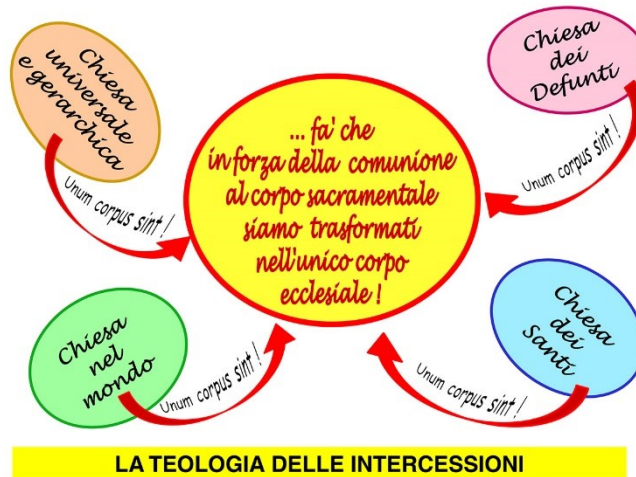 Chiesa
universale
e gerarchica
Unum corpus sint !
Chiesa
dei
Defunti
Unum corpus sint !
... fa' che
in forza della comunione
al corpo sacramentale
siamo trasformati
nell'unico corpo
ecclesiale !
Chiesa
nel
mondo
Unum corpus sint !
Chiesa
dei
Santi
Unum corpus sint !
LA TEOLOGIA DELLE INTERCESSIONI